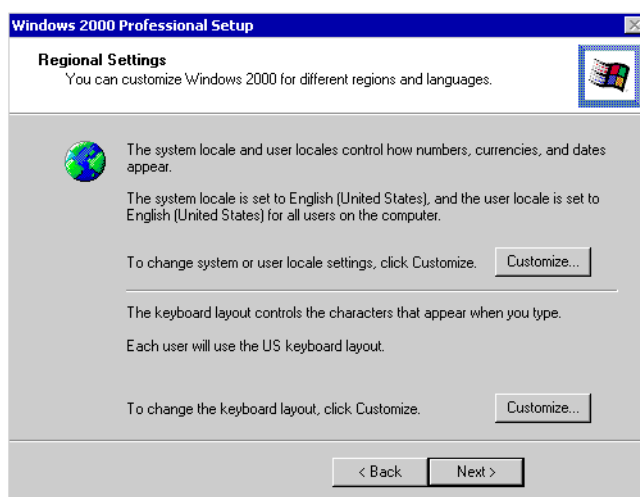 Windows 2000 Professional Setup
Regional Settings
You can customize Windows 2000 for different regions and languages.
The system locale and user locales control how numbers, currencies, and dates
appear.
The system locale is set to English (United States), and the user locale is set to
English (United States) for all users on the computer.
To change system or user locale settings, click Customize.
Customize...
The keyboard layout controls the characters that appear when you type.
Each user will use the US keyboard layout.
To change the keyboard layout, click Customize.
Customize...
< Back
Next >